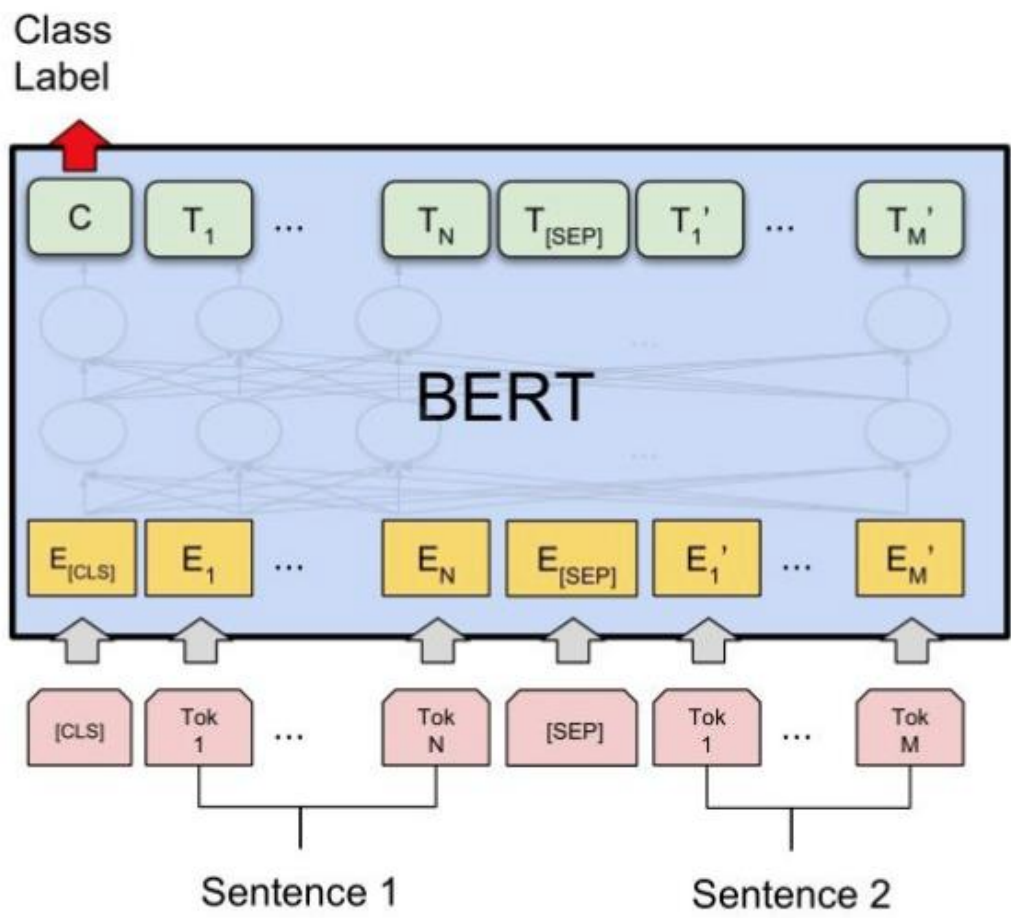 Class
Label
C T1 ... TN T[SEP] T1' ... TM'
...
BERT
...
E[CLS] E1 ... EN E[SEP] E1' ... EM'
[CLS] Tok 1 ... Tok N [SEP] Tok 1 ... Tok M
Sentence 1 Sentence 2